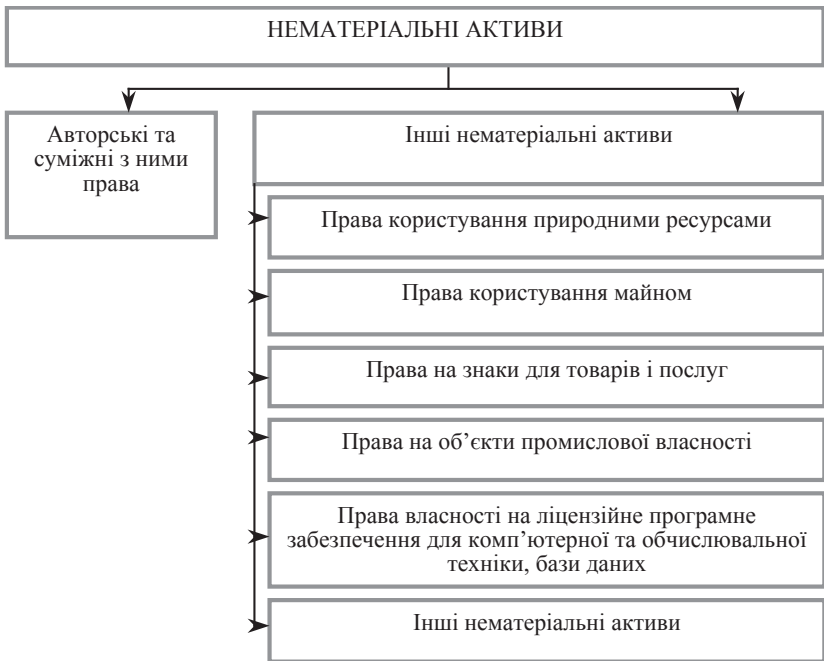 НЕМАТЕРІАЛЬНІ АКТИВИ
Авторські та
суміжні з ними
права
Інші нематеріальні активи
Права користування природними ресурсами
Права користування майном
Права на знаки для товарів і послуг
Права на об’єкти промислової власності
Права власності на ліцензійне програмне
забезпечення для комп’ютерної та обчислювальної
техніки, бази даних
Інші нематеріальні активи